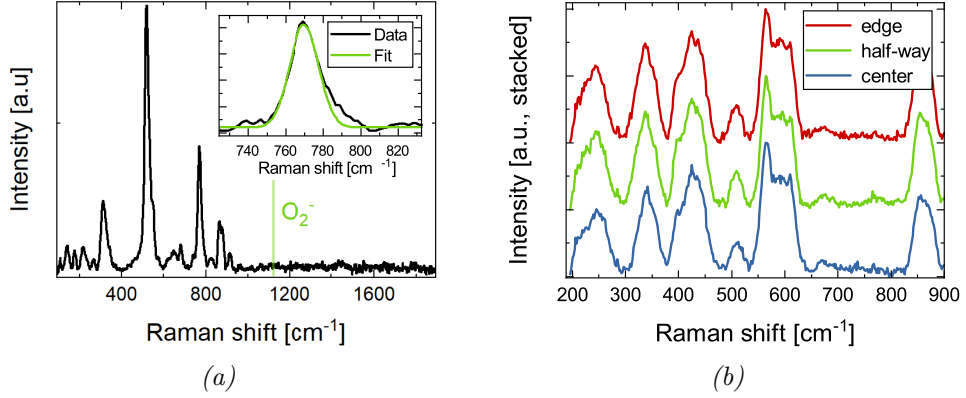 Intensity [a.u]
Data
Fit
740 760 780 800 820
Raman shift [cm⁻¹]
O₂⁻
400 800 1200 1600
Raman shift [cm⁻¹]
(a)
Intensity [a.u., stacked]
edge
half-way
center
200 300 400 500 600 700 800 900
Raman shift [cm⁻¹]
(b)